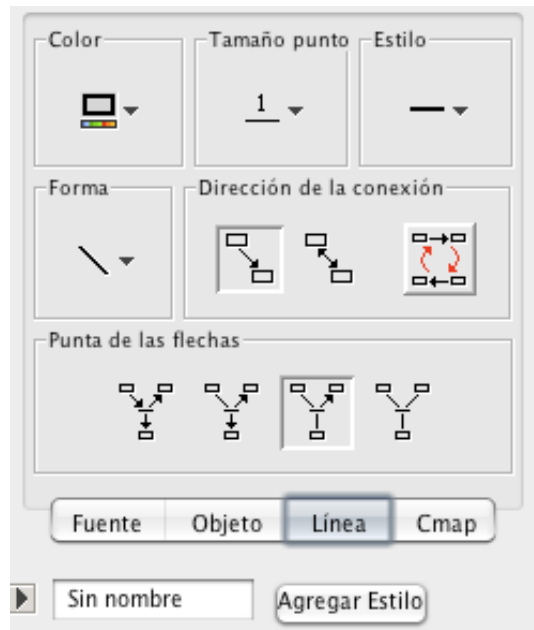 Color Tamaño punto Estilo
1
Forma Dirección de la conexión
Punta de las flechas
Fuente Objeto Línea Cmap
Sin nombre Agregar Estilo